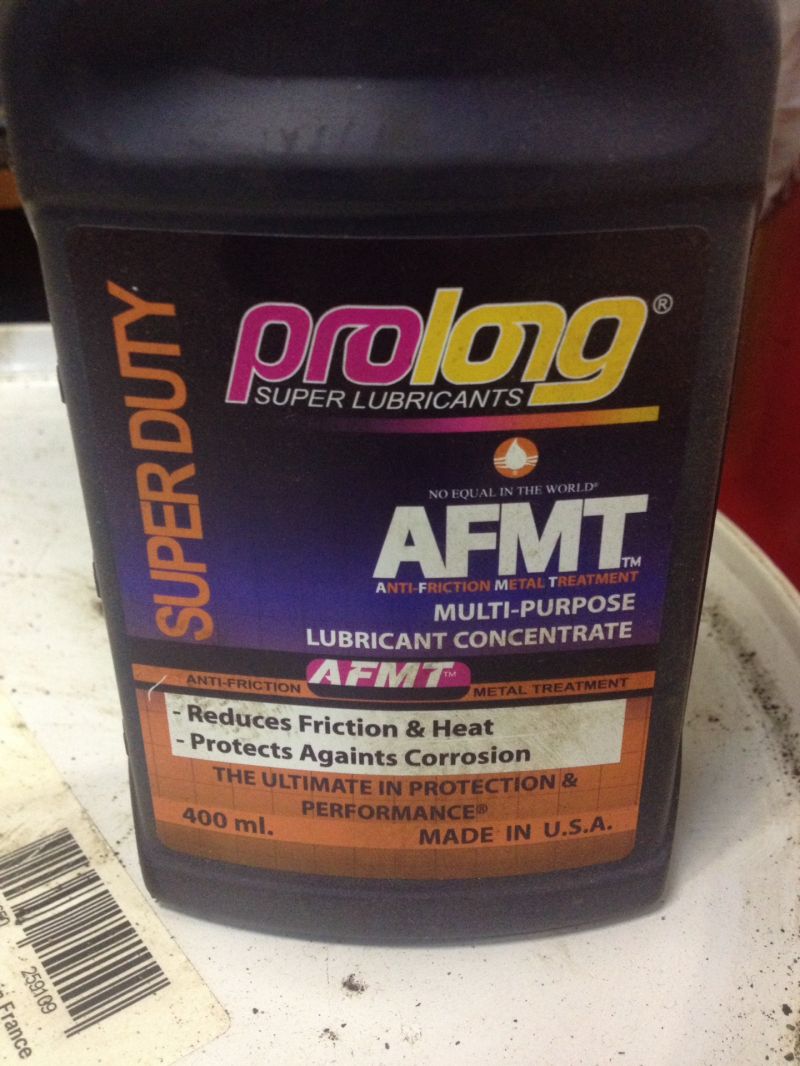 SUPER DUTY
prolong®
SUPER LUBRICANTS
NO EQUAL IN THE WORLD®
AFMT™
ANTI-FRICTION METAL TREATMENT
MULTI-PURPOSE
LUBRICANT CONCENTRATE
ANTI-FRICTION AFMT™ METAL TREATMENT
- Reduces Friction & Heat
- Protects Againts Corrosion
THE ULTIMATE IN PROTECTION &
PERFORMANCE®
400 ml.
MADE IN U.S.A.
259109
France